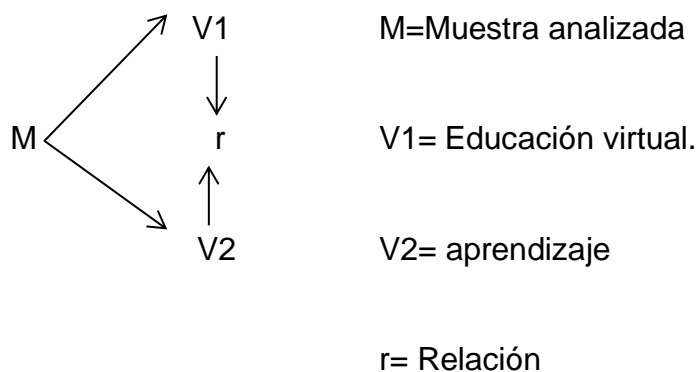 V1 M=Muestra analizada
M r V1= Educación virtual.
V2 V2= aprendizaje
r= Relación